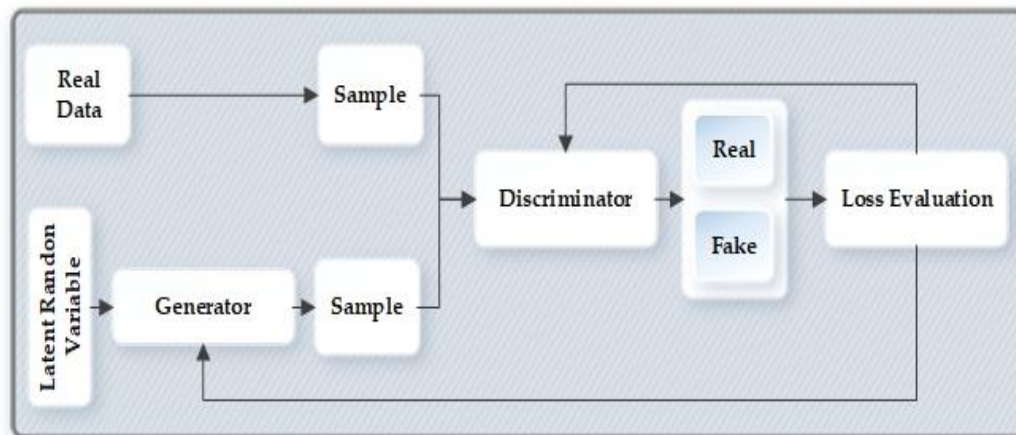 Real
Data
Sample
Latent Randon
Variable
Generator
Sample
Discriminator
Real
Fake
Loss Evaluation